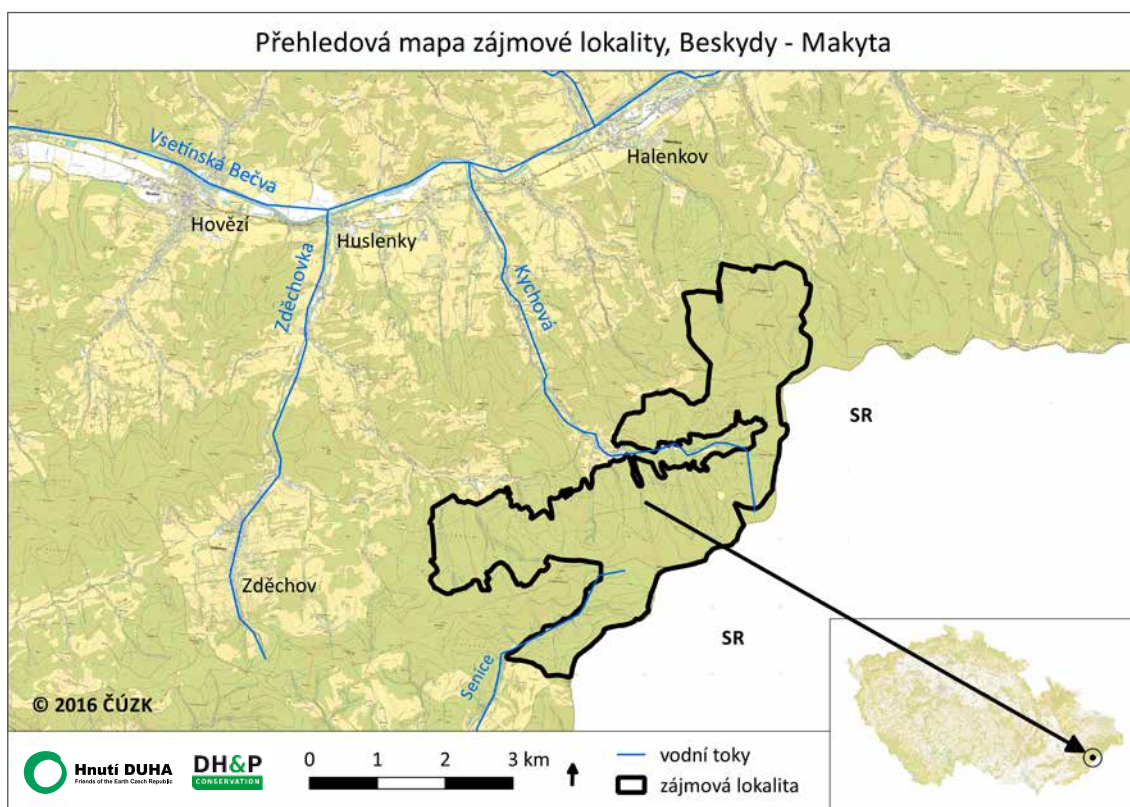 Přehledová mapa zájmové lokality, Beskydy - Makyta
Halenkov
Vsetínská Bečva
Hovězí
Huslenky
Zděchovka
Kychová
SR
Zděchov
SR
Senice
© 2016 ČÚZK
Hnutí DUHA
Friends of the Earth Czech Republic
DH&P
CONSERVATION
0 1 2 3 km
vodní toky
zájmová lokalita